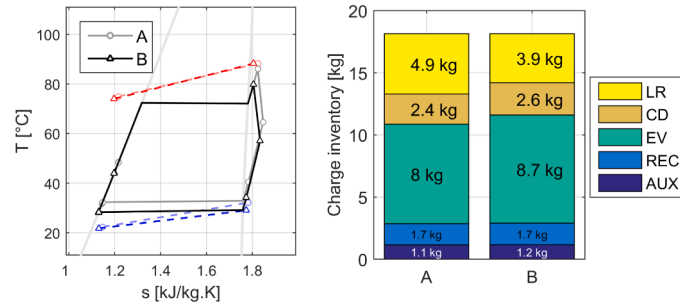 A
B
T [°C]
100
80
60
40
20
1
1.2
1.4
1.6
1.8
s [kJ/kg.K]
Charge inventory [kg]
20
15
10
5
0
4.9 kg
2.4 kg
8 kg
1.7 kg
1.1 kg
3.9 kg
2.6 kg
8.7 kg
1.7 kg
1.2 kg
A
B
LR
CD
EV
REC
AUX